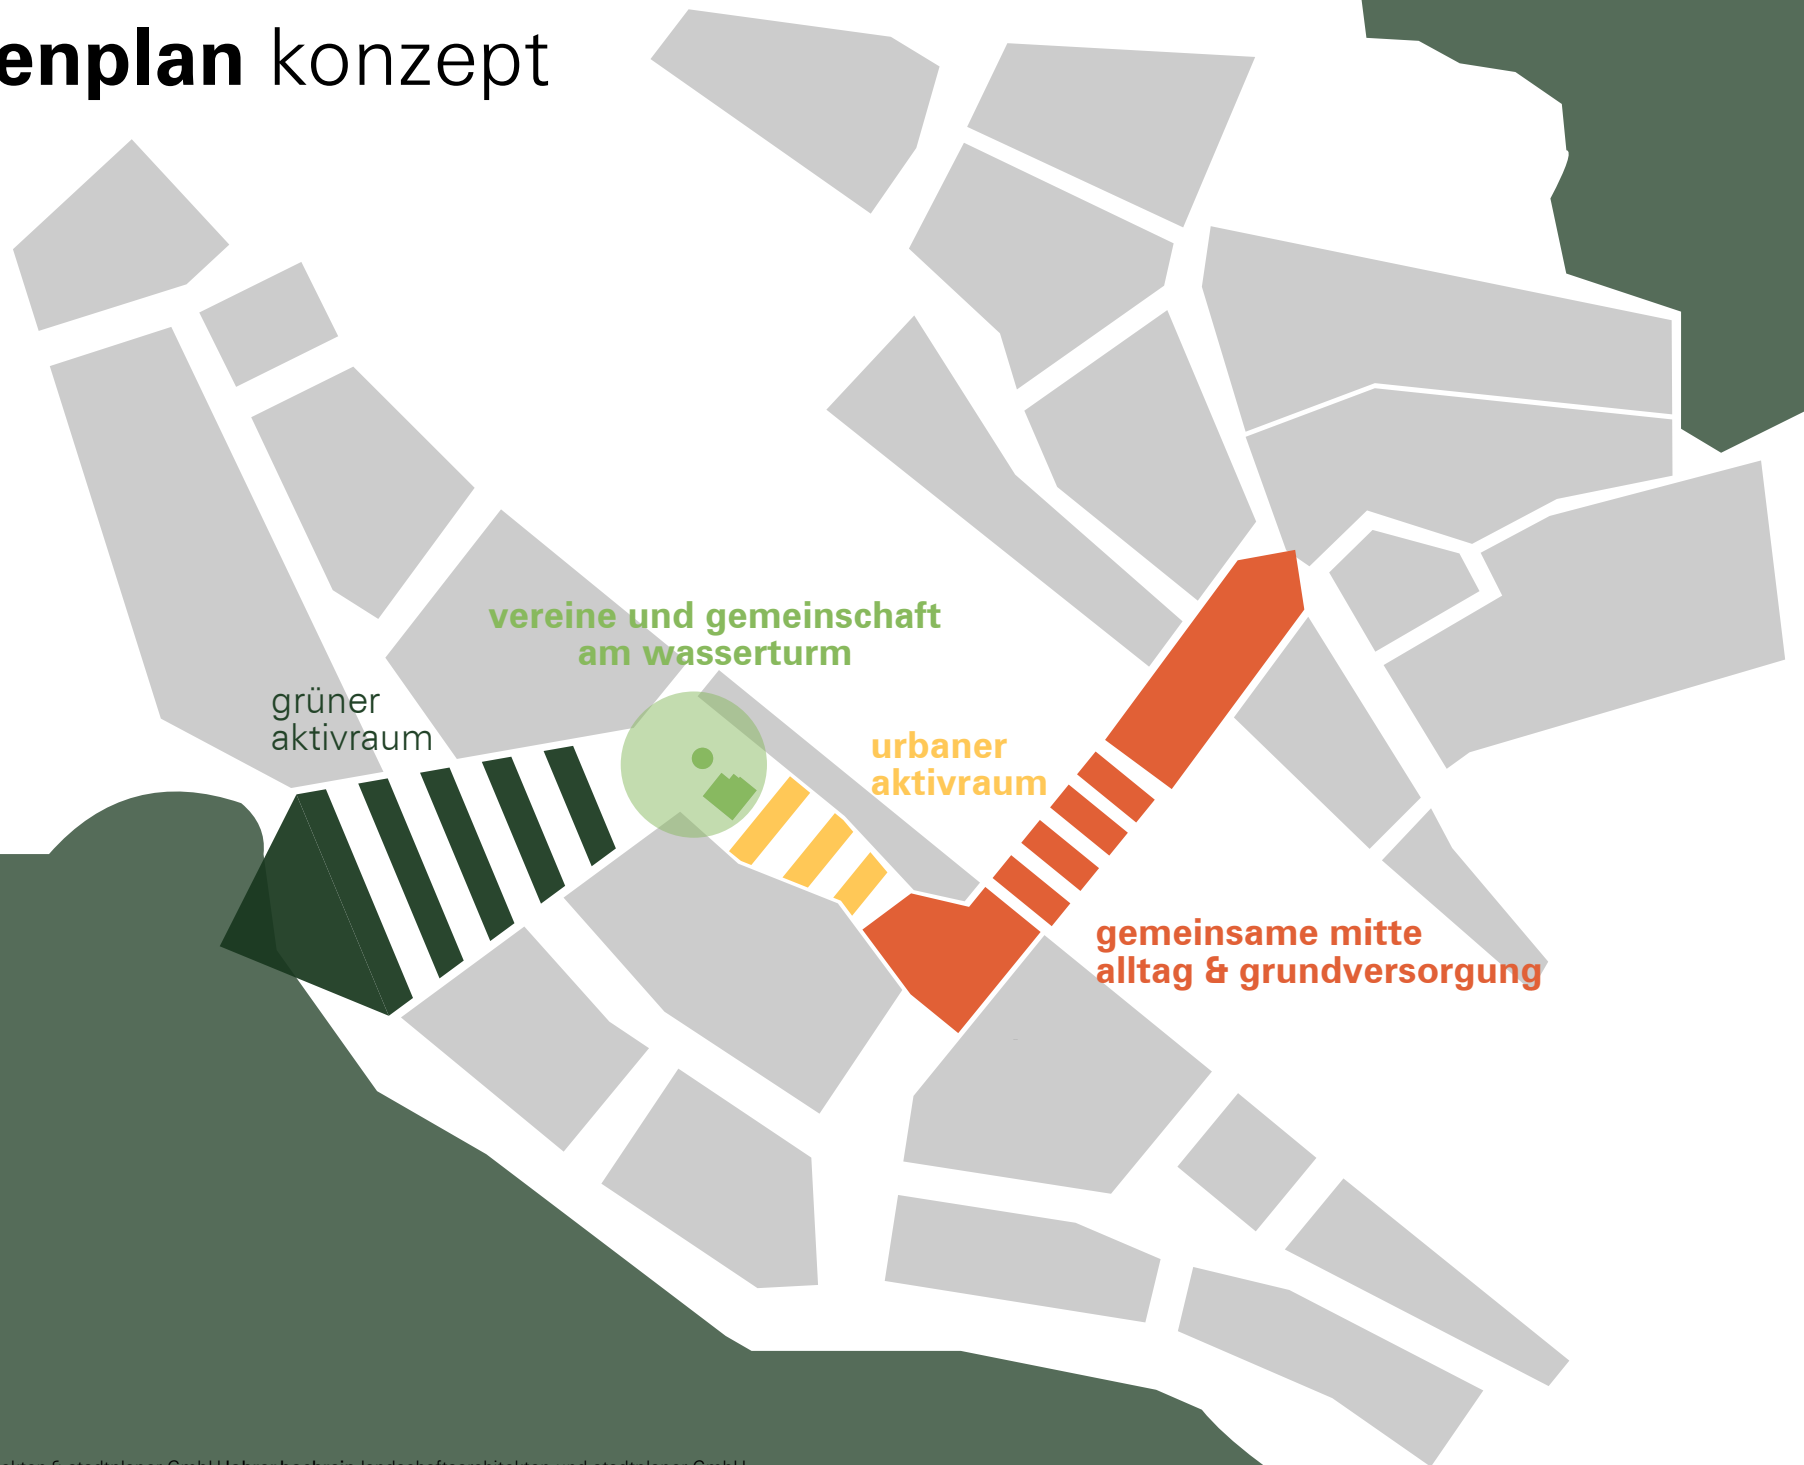 enplan konzept
vereine und gemeinschaft
am wasserturm
grüner
aktivraum
urbaner
aktivraum
gemeinsame mitte
alltag & grundversorgung